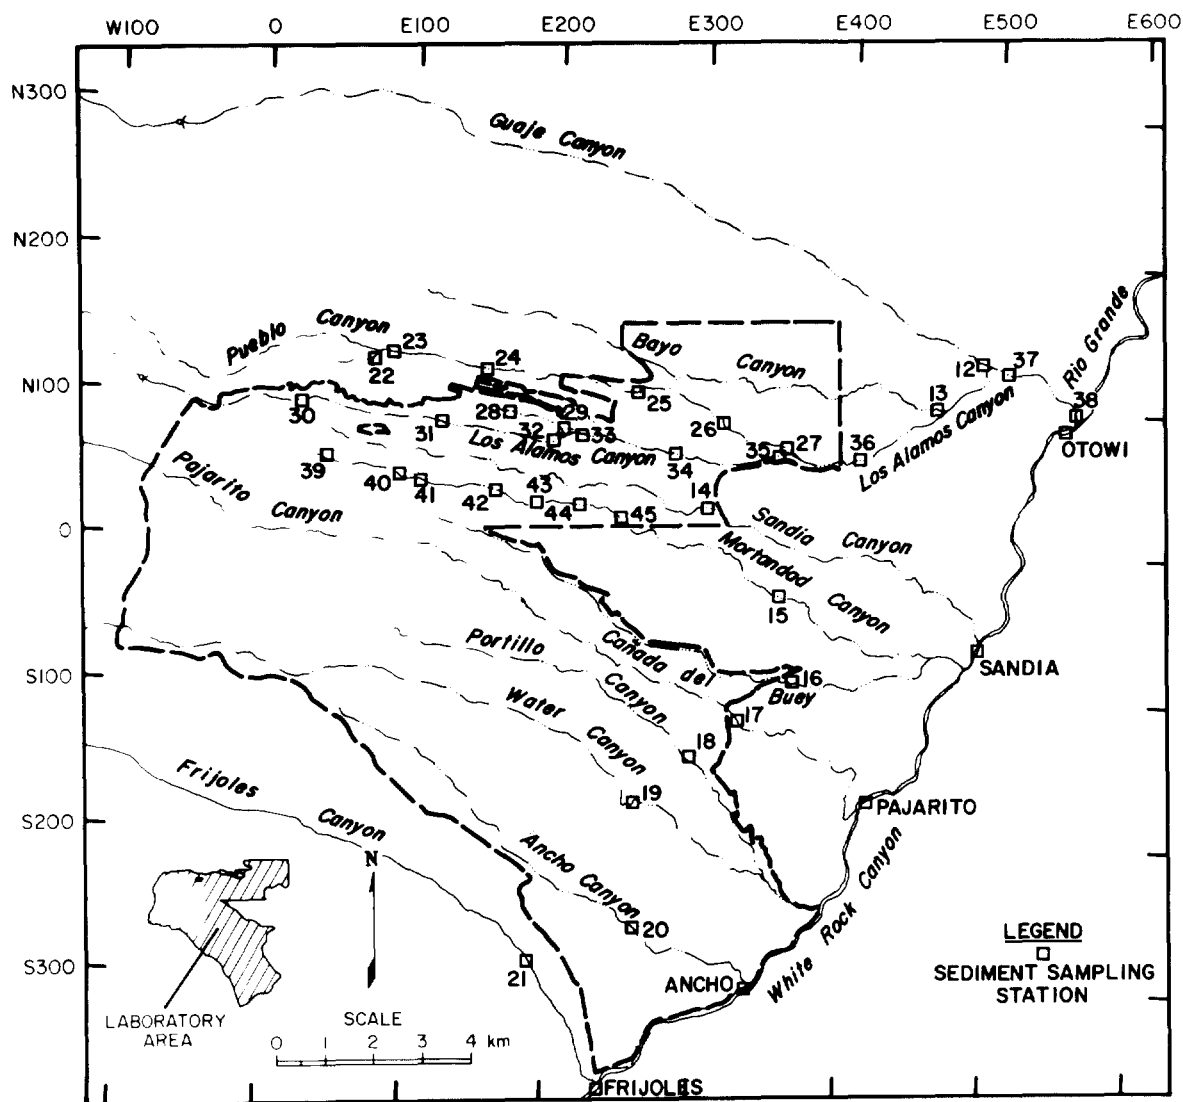 W100 0 E100 E200 E300 E400 E500 E600
N300
Guaje Canyon
N200
Rio Grande
Pueblo Canyon
23
22
24
Bayo Canyon
12
37
N100
30
28
29
25
13
38
31
32
33
26
OTOWI
Los Alamos Canyon
35
27
36
Los Alamos Canyon
34
39
Pajarito Canyon
40
41
42
43
44
45
14
0
Sandia Canyon
Mortandad Canyon
15
Portillo Canyon
Cañada del Buey
SANDIA
S100
16
Water Canyon
17
18
19
Frijoles Canyon
PAJARITO
S200
Ancho Canyon
N
White Rock Canyon
20
21
S300
ANCHO
LEGEND
SEDIMENT SAMPLING
STATION
LABORATORY
AREA
SCALE
0 1 2 3 4 km
FRIJOLES